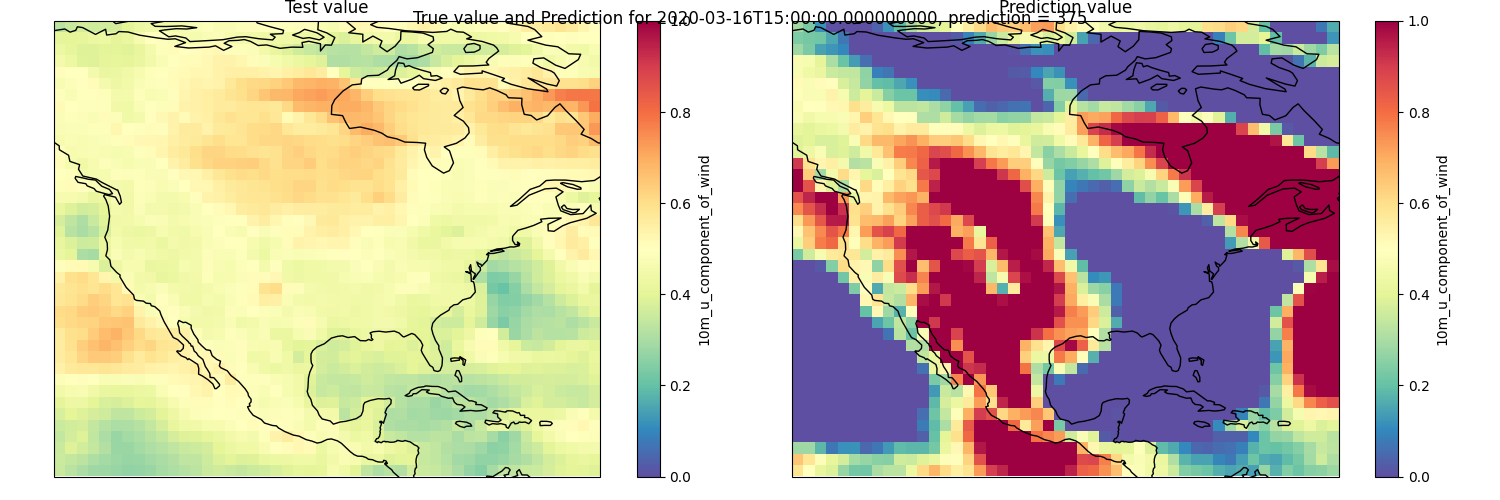 Test value
True value and Prediction for 2020-03-16T15:00:00.000000000, prediction = 375
Prediction value
1.0
0.8
0.6
0.4
0.2
0.0
10m_u_component_of_wind
1.0
0.8
0.6
0.4
0.2
0.0
10m_u_component_of_wind